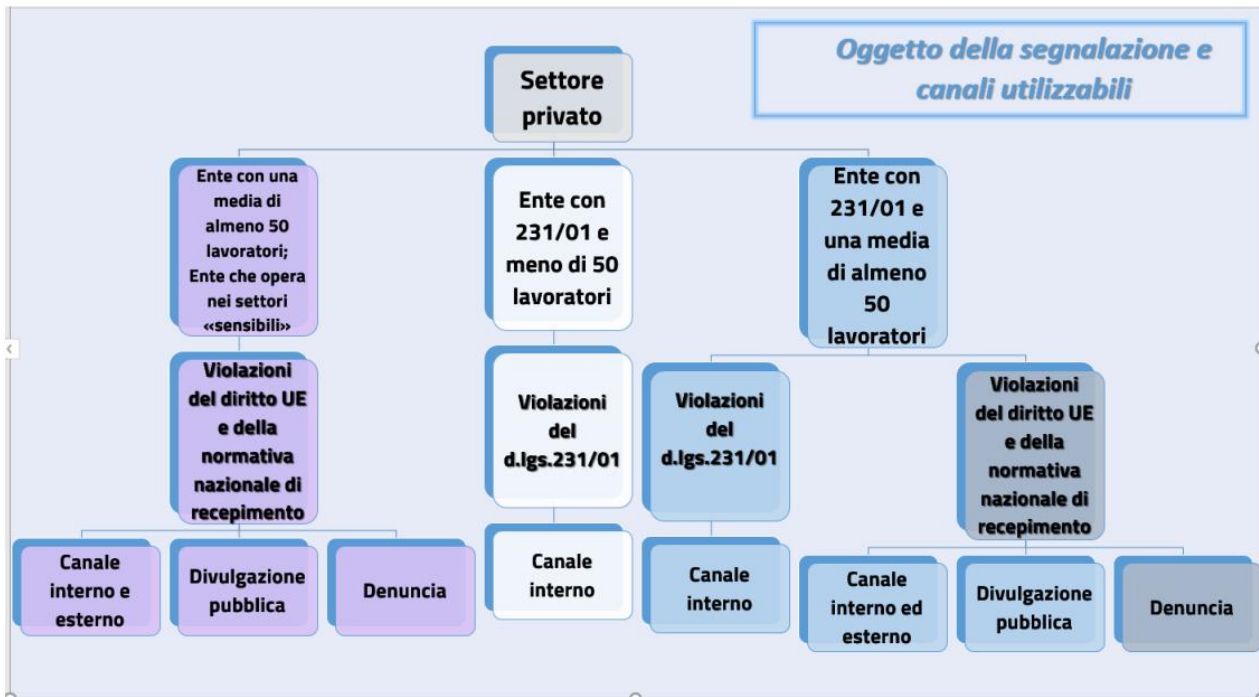 Oggetto della segnalazione e
canali utilizzabili
Settore
privato
Ente con una
media di
almeno 50
lavoratori;
Ente che opera
nei settori
«sensibili»
Ente con
231/01 e
meno di 50
lavoratori
Ente con
231/01 e
una media
di almeno
50
lavoratori
Violazioni
del diritto UE
e della
normativa
nazionale di
recepimento
Violazioni
del
d.lgs.231/01
Violazioni
del
d.lgs.231/01
Violazioni
del diritto UE
e della
normativa
nazionale di
recepimento
Canale
interno e
esterno
Divulgazione
pubblica
Denuncia
Canale
interno
Canale
interno
Canale
interno ed
esterno
Divulgazione
pubblica
Denuncia